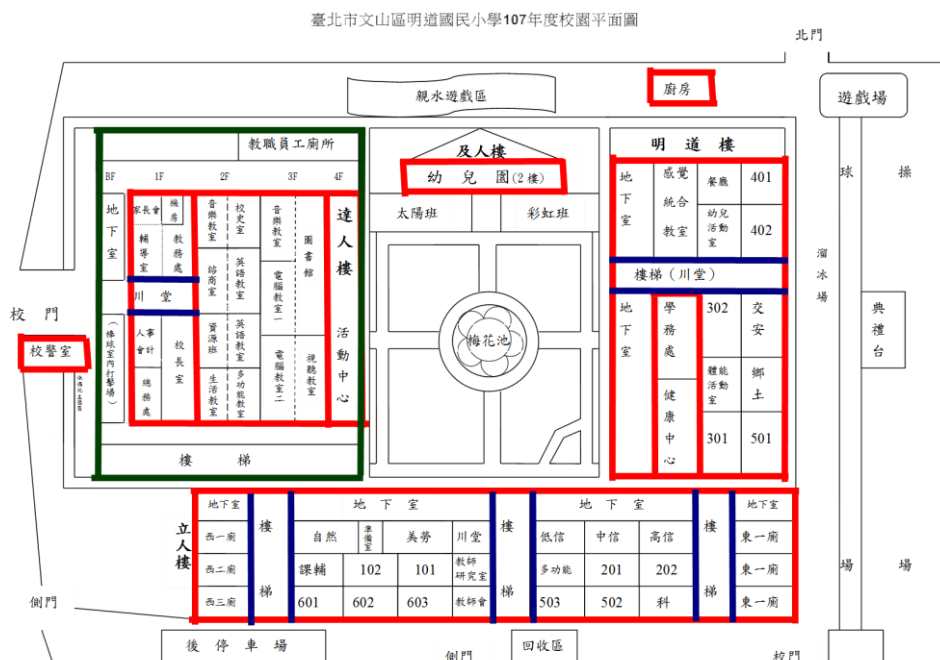 臺北市文山區明道國民小學107年度校園平面圖
北門
親水遊戲區
廚房
遊戲場
教職員工廁所
BF 1F 2F 3F 4F
地下室
家長會
機房
輔導室
教務處
川堂
人事會計
校長室
總務處
(棒球室內打擊場)
音樂教室
校史室
諮商室
英語教室
資源班
英語教室
生活教室
多功能教室
音樂教室
圖書館
電腦教室一
電腦教室二
視聽教室
達人樓
活動中心
樓梯
及人樓
幼兒園(2樓)
太陽班
彩虹班
梅花池
明道樓
地下室
感覺統合教室
餐廳
401
幼兒活動室
402
樓梯(川堂)
地下室
學務處
302
交安
體能活動室
鄉土
健康中心
301
501
球場
操場
溜冰場
典禮台
校門
校警室
立人樓
地下室
地下室
地下室
地下室
西一廁
樓梯
自然
準備室
美勞
川堂
樓梯
低信
中信
高信
樓梯
東一廁
西二廁
課輔
102
101
教師研究室
多功能
201
202
東一廁
西三廁
601
602
603
教師會
503
502
科
東一廁
側門
後停車場
側門
回收區
校門